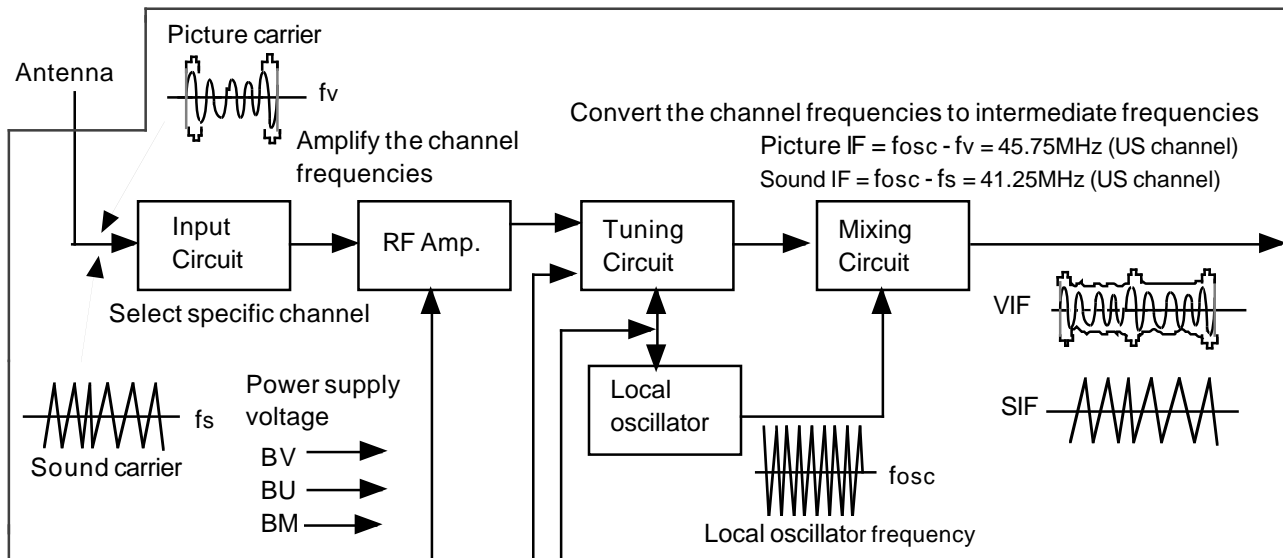 Picture carrier
Antenna
fv
Convert the channel frequencies to intermediate frequencies
Amplify the channel
frequencies
Picture IF = fosc - fv = 45.75MHz (US channel)
Sound IF = fosc - fs = 41.25MHz (US channel)
Input
Circuit
RF Amp.
Tuning
Circuit
Mixing
Circuit
Select specific channel
VIF
Power supply
voltage
Local
oscillator
SIF
fs
Sound carrier
BV
BU
BM
fosc
Local oscillator frequency